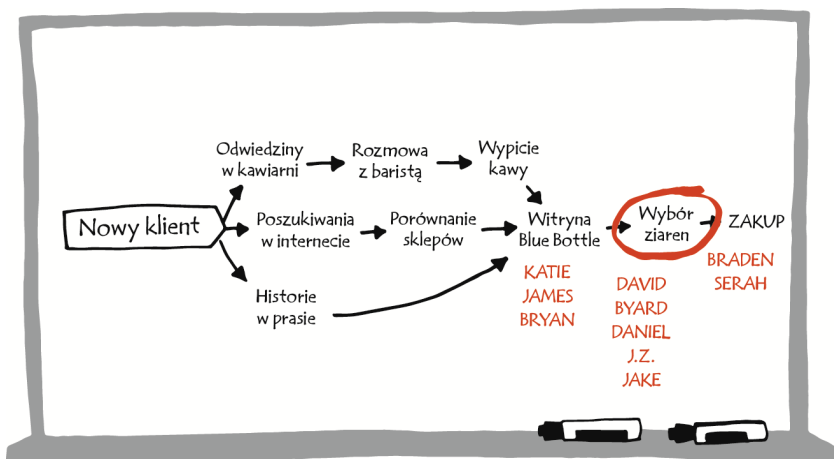 Nowy klient
Odwiedziny
w kawiarni
Rozmowa
z baristą
Wypicie
kawy
Poszukiwania
w internecie
Porównanie
sklepów
Historie
w prasie
Witryna
Blue Bottle
KATIE
JAMES
BRYAN
Wybór
ziaren
DAVID
BYARD
DANIEL
J.Z.
JAKE
ZAKUP
BRADEN
SERAH